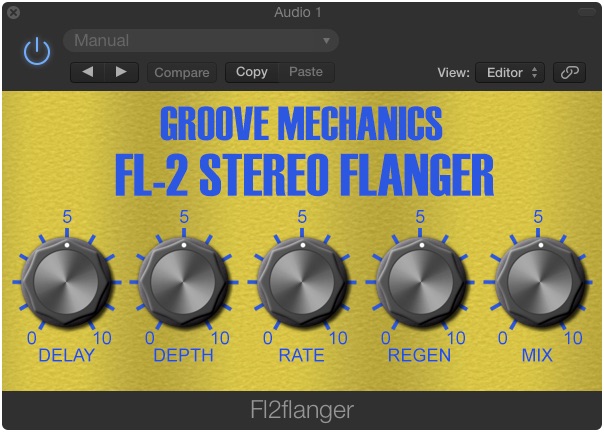 Audio 1
Manual
Compare Copy Paste View: Editor
GROOVE MECHANICS
FL-2 STEREO FLANGER
5 5 5 5 5
0 10 0 10 0 10 0 10 0 10
DELAY DEPTH RATE REGEN MIX
Fl2flanger